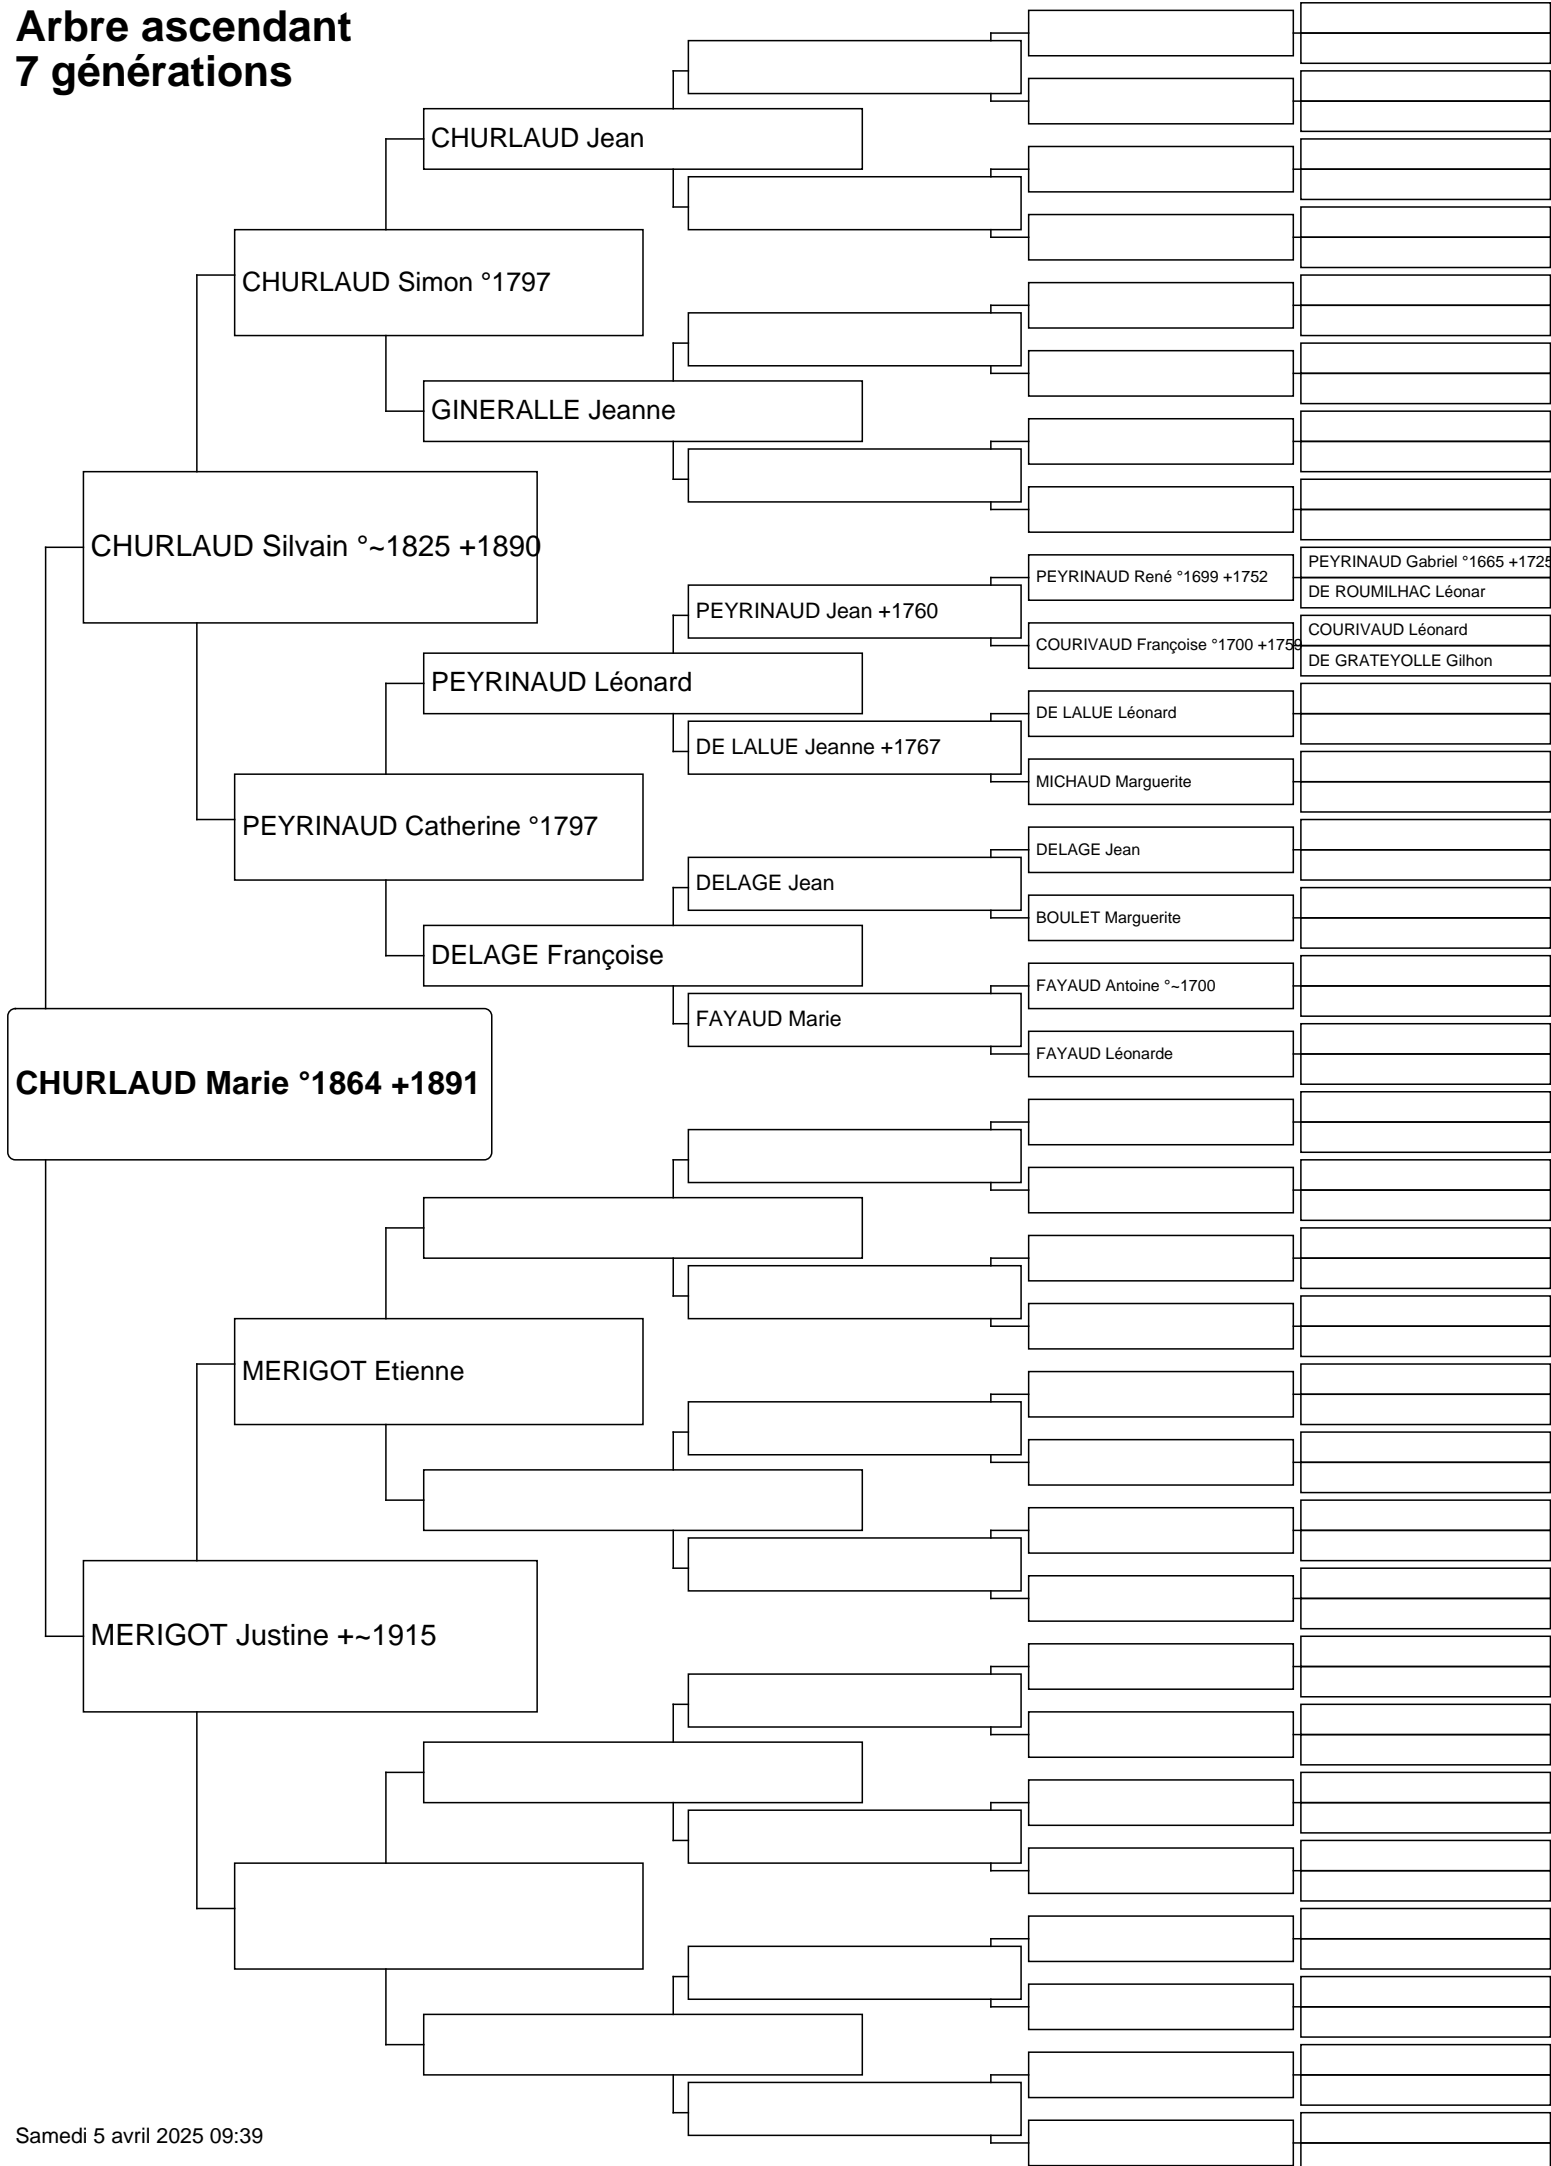 Arbre ascendant
7 générations
CHURLAUD Jean
CHURLAUD Simon °1797
GINERALLE Jeanne
CHURLAUD Silvain °~1825 +1890
PEYRINAUD Gabriel °1665 +1725
PEYRINAUD René °1699 +1752
DE ROUMILHAC Léonar
PEYRINAUD Jean +1760
COURIVAUD Léonard
COURIVAUD Françoise °1700 +1759
DE GRATEYOLLE Gilhon
PEYRINAUD Léonard
DE LALUE Léonard
DE LALUE Jeanne +1767
MICHAUD Marguerite
PEYRINAUD Catherine °1797
DELAGE Jean
DELAGE Jean
BOULET Marguerite
DELAGE Françoise
FAYAUD Antoine °~1700
FAYAUD Marie
FAYAUD Léonarde
CHURLAUD Marie °1864 +1891
MERIGOT Etienne
MERIGOT Justine +~1915
Samedi 5 avril 2025 09:39